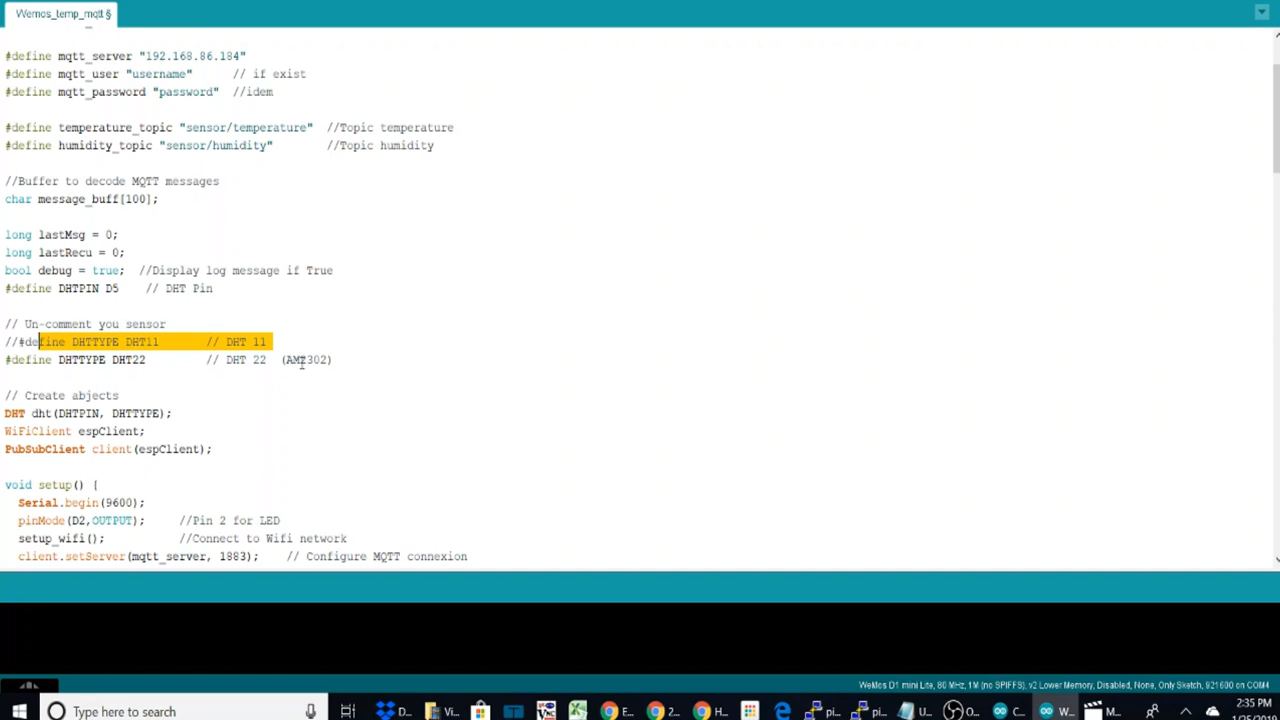 Wemos_temp_mqtt §
#define mqtt_server "192.168.86.184"
#define mqtt_user "username"     // if exist
#define mqtt_password "password"  //idem
#define temperature_topic "sensor/temperature"  //Topic temperature
#define humidity_topic "sensor/humidity"        //Topic humidity
//Buffer to decode MQTT messages
char message_buff[100];
long lastMsg = 0;
long lastRecu = 0;
bool debug = true;  //Display log message if True
#define DHTPIN D5    // DHT Pin
// Un-comment you sensor
//#define DHTTYPE DHT11       // DHT 11
#define DHTTYPE DHT22         // DHT 22  (AM2302)
// Create abjects
DHT dht(DHTPIN, DHTTYPE);
WiFiClient espClient;
PubSubClient client(espClient);
void setup() {
  Serial.begin(9600);
  pinMode(D2,OUTPUT);     //Pin 2 for LED
  setup_wifi();           //Connect to Wifi network
  client.setServer(mqtt_server, 1883);    // Configure MQTT connexion
WeMos D1 mini Lite, 80 MHz, 1M (no SPIFFS), v2 Lower Memory, Disabled, None, Only Sketch, 921600 on COM4
Type here to search
D...
Vi...
E...
2...
H...
pi...
pi...
U...
O...
C...
W...
M...
2:35 PM